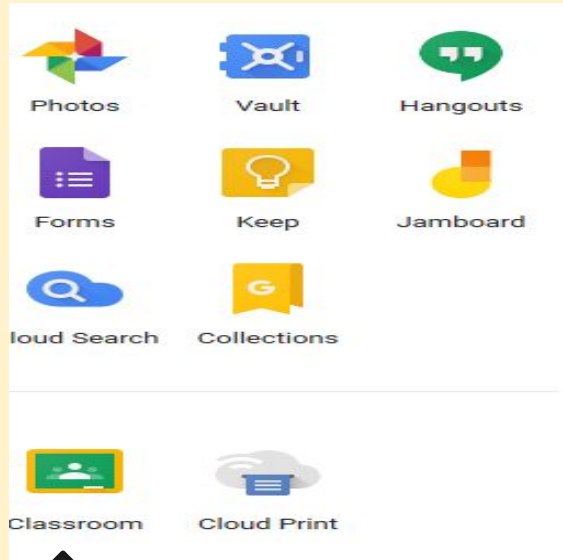 Photos Vault Hangouts
Forms Keep Jamboard
loud Search Collections
G
Classroom Cloud Print